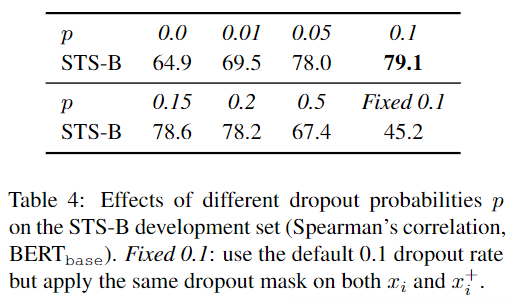 p 0.0 0.01 0.05 0.1
STS-B 64.9 69.5 78.0 79.1
p 0.15 0.2 0.5 Fixed 0.1
STS-B 78.6 78.2 67.4 45.2
Table 4: Effects of different dropout probabilities p
on the STS-B development set (Spearman's correlation,
BERT_base). Fixed 0.1: use the default 0.1 dropout rate
but apply the same dropout mask on both x_i and x_i^+.